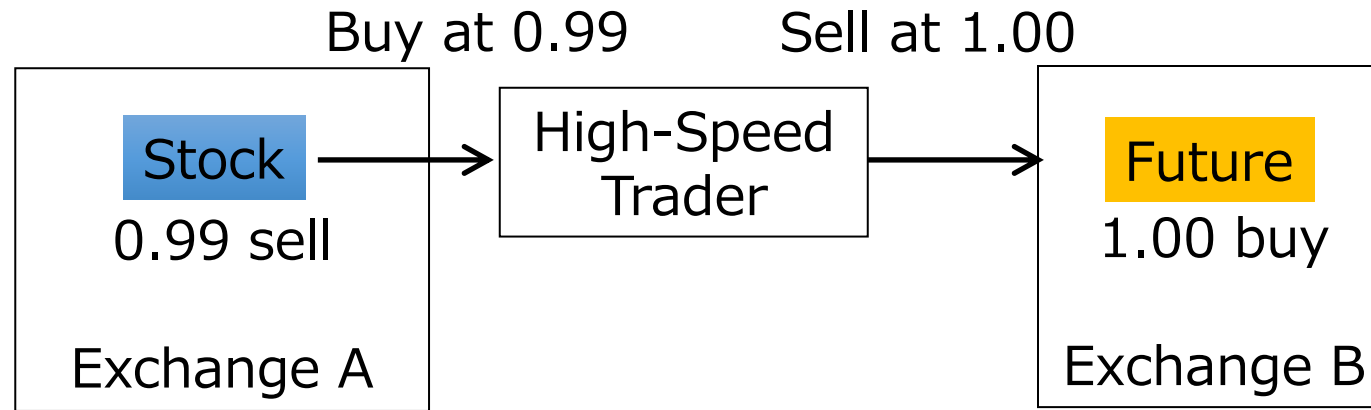 Buy at 0.99
Sell at 1.00
Stock
0.99 sell
Exchange A
High-Speed
Trader
Future
1.00 buy
Exchange B